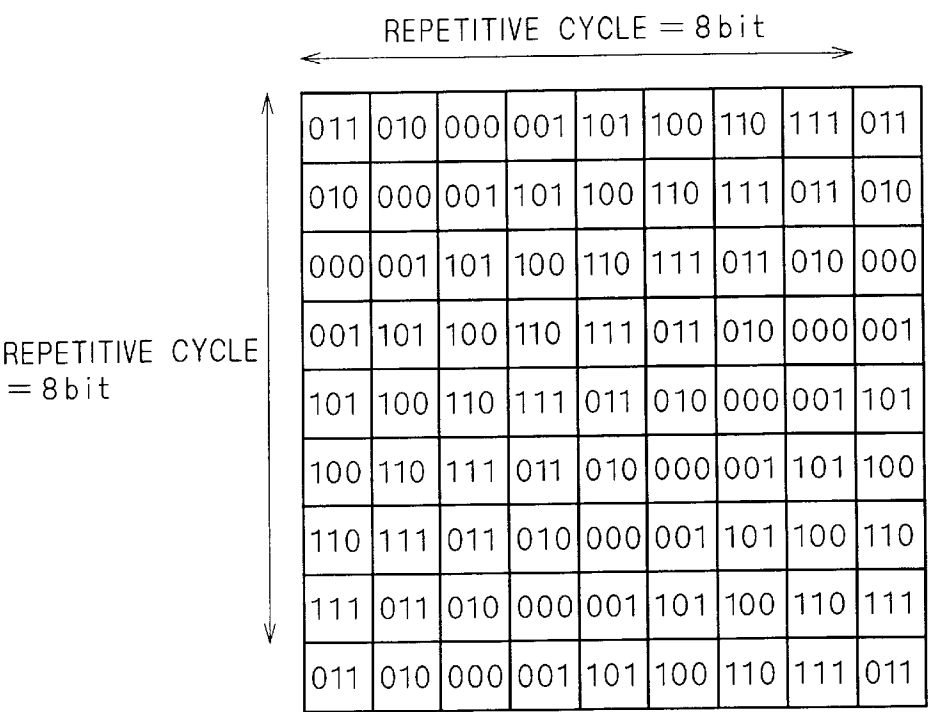 REPETITIVE CYCLE = 8bit
011 010 000 001 101 100 110 111 011
010 000 001 101 100 110 111 011 010
000 001 101 100 110 111 011 010 000
001 101 100 110 111 011 010 000 001
REPETITIVE CYCLE
= 8bit
101 100 110 111 011 010 000 001 101
100 110 111 011 010 000 001 101 100
110 111 011 010 000 001 101 100 110
111 011 010 000 001 101 100 110 111
011 010 000 001 101 100 110 111 011